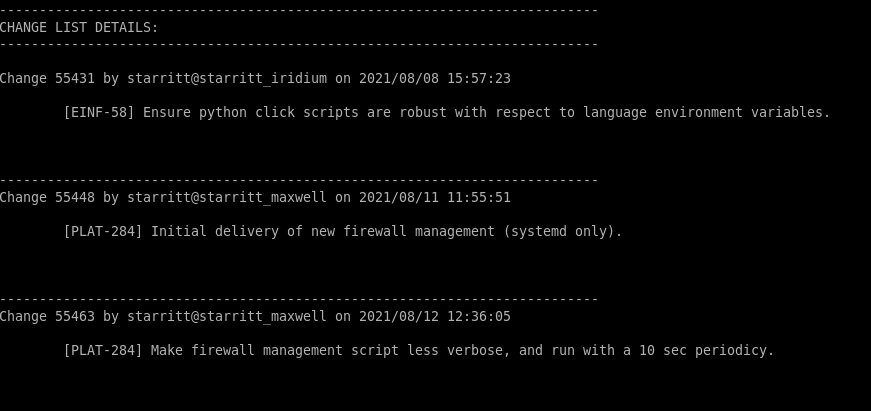 ---------------------------------------------------------------------------
CHANGE LIST DETAILS:
---------------------------------------------------------------------------
Change 55431 by starritt@starritt_iridium on 2021/08/08 15:57:23
[EINF-58] Ensure python click scripts are robust with respect to language environment variables.
---------------------------------------------------------------------------
Change 55448 by starritt@starritt_maxwell on 2021/08/11 11:55:51
[PLAT-284] Initial delivery of new firewall management (systemd only).
---------------------------------------------------------------------------
Change 55463 by starritt@starritt_maxwell on 2021/08/12 12:36:05
[PLAT-284] Make firewall management script less verbose, and run with a 10 sec periodicy.